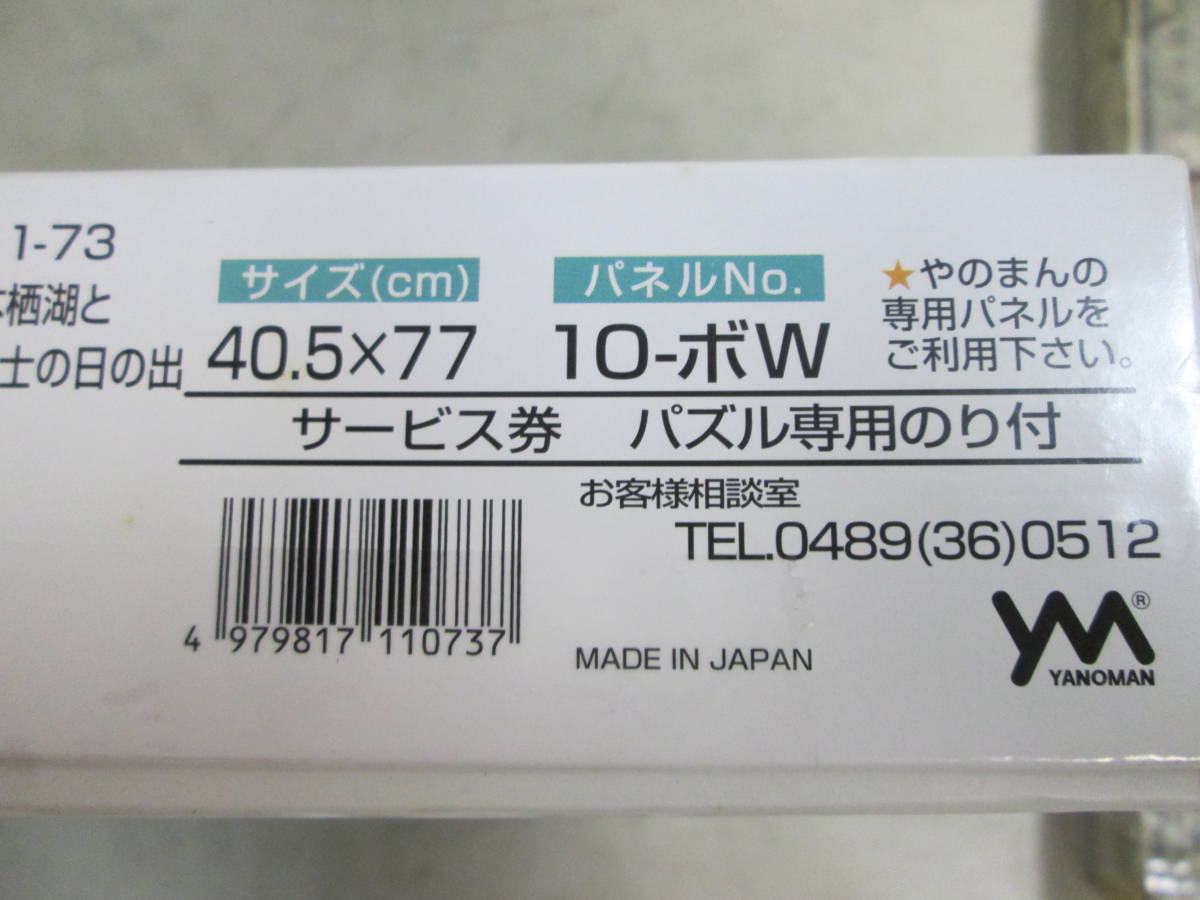 1-73
栖湖と
士の日の出
サイズ(cm)
40.5×77
パネルNo.
10-ボW
★やのまんの
専用パネルを
ご利用下さい。
サービス券 パズル専用のり付
お客様相談室
TEL.0489(36)0512
4 979817 110737
MADE IN JAPAN
YM®
YANOMAN